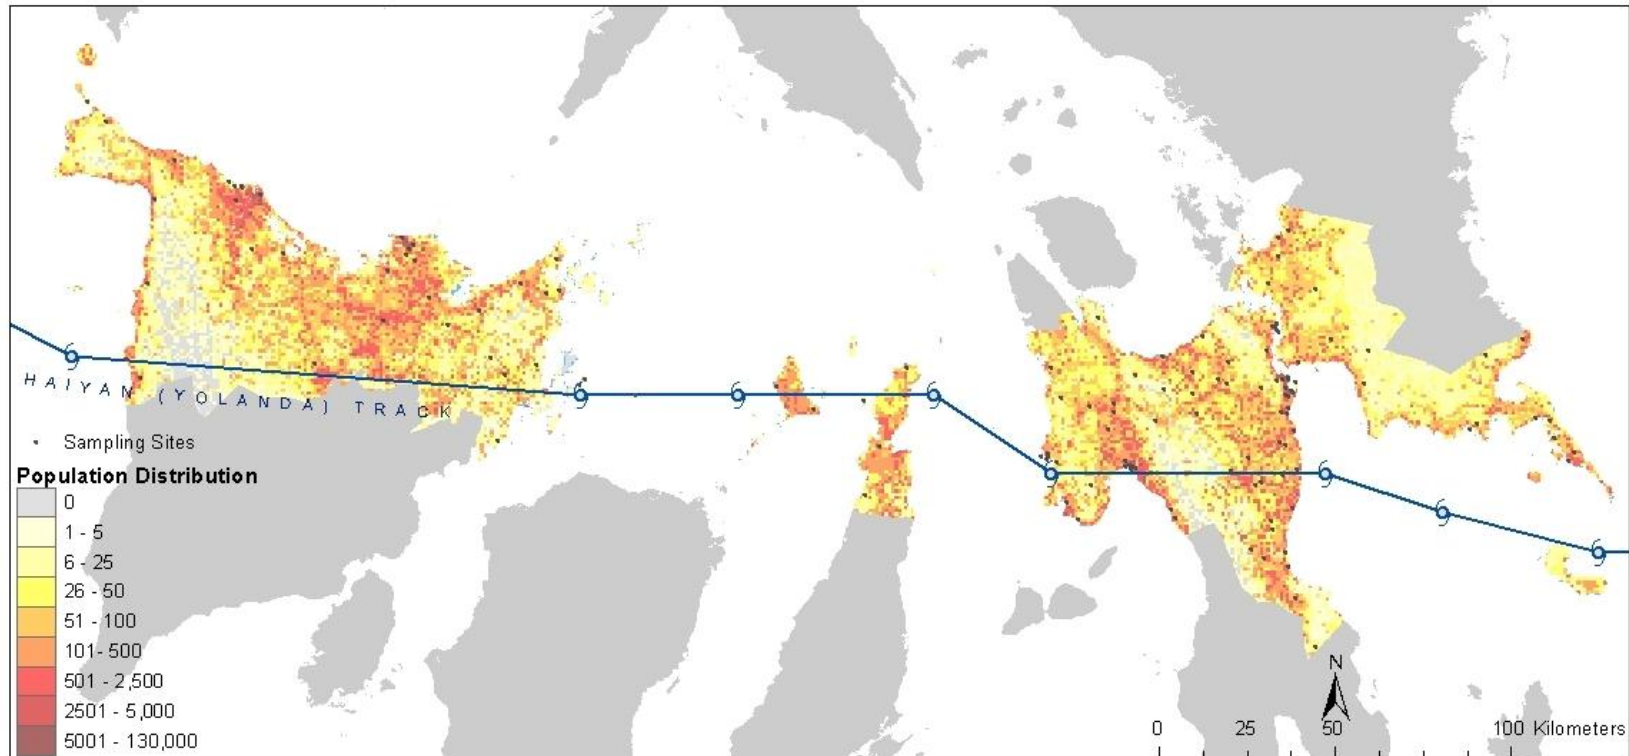 HAIYAN (YOLANDA) TRACK
Sampling Sites
Population Distribution
0
1 - 5
6 - 25
26 - 50
51 - 100
101- 500
501 - 2,500
2501 - 5,000
5001 - 130,000
N
0 25 50 100 Kilometers